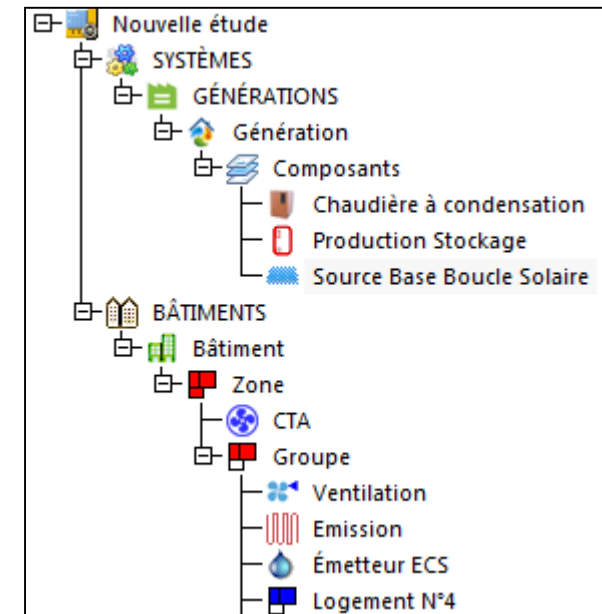 Nouvelle étude
SYSTÈMES
GÉNÉRATIONS
Génération
Composants
Chaudière à condensation
Production Stockage
Source Base Boucle Solaire
BÂTIMENTS
Bâtiment
Zone
CTA
Groupe
Ventilation
Emission
Émetteur ECS
Logement N°4